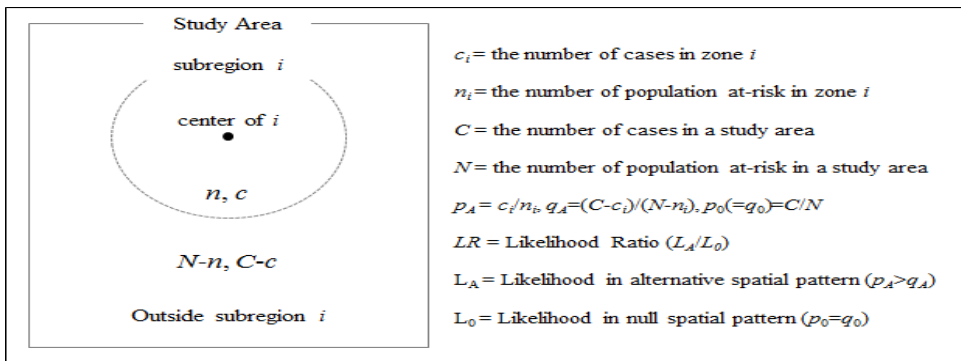 Study Area
subregion i
center of i
n, c
N-n, C-c
Outside subregion i
c_i= the number of cases in zone i
n_i= the number of population at-risk in zone i
C = the number of cases in a study area
N = the number of population at-risk in a study area
p_A = c_i/n_i, q_A=(C-c_i)/(N-n_i), p_0(=q_0)=C/N
LR = Likelihood Ratio (L_A/L_0)
L_A = Likelihood in alternative spatial pattern (p_A>q_A)
L_0 = Likelihood in null spatial pattern (p_0=q_0)